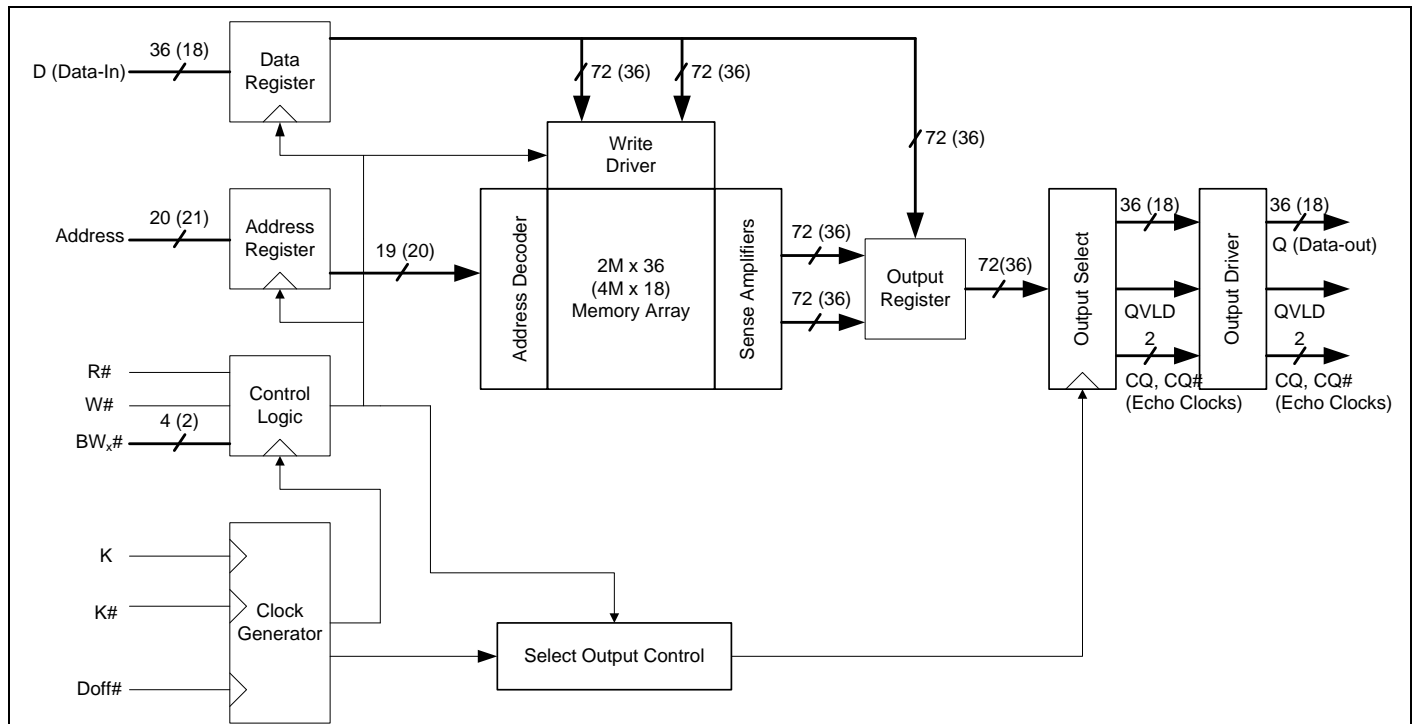 D (Data-In)
36 (18)
Data
Register
72 (36)
72 (36)
72 (36)
Write
Driver
Address
20 (21)
Address
Register
19 (20)
Address Decoder
2M x 36
(4M x 18)
Memory Array
Sense Amplifiers
72 (36)
72 (36)
Output
Register
72(36)
Output Select
36 (18)
QVLD
2
CQ, CQ#
(Echo Clocks)
Output Driver
36 (18)
Q (Data-out)
QVLD
2
CQ, CQ#
(Echo Clocks)
R#
W#
BWx#
4 (2)
Control
Logic
K
K#
Doff#
Clock
Generator
Select Output Control